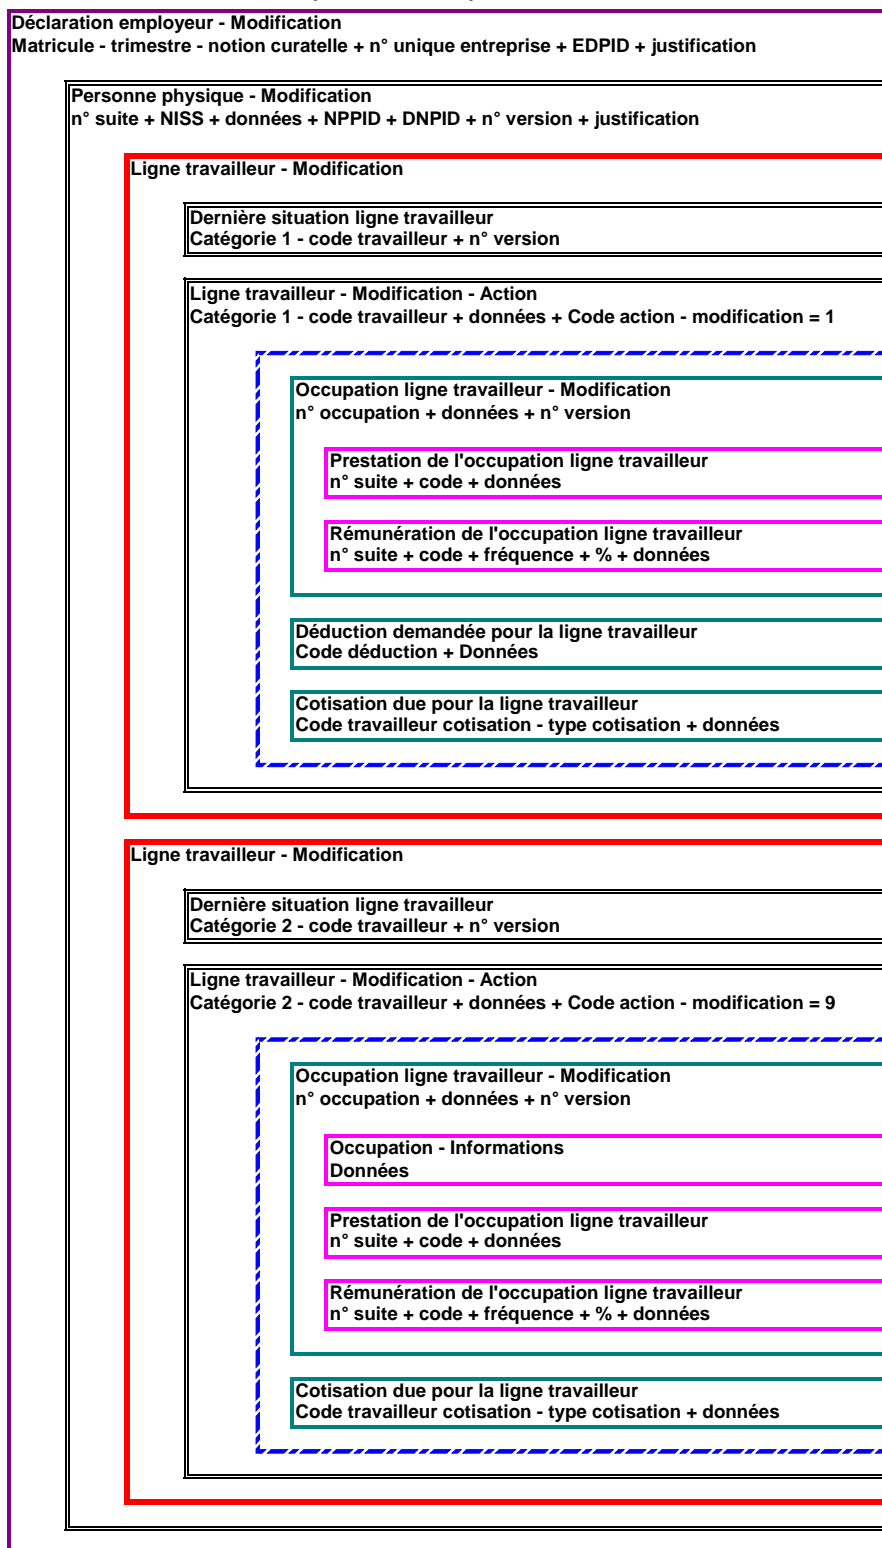 Déclaration employeur - Modification
Matricule - trimestre - notion curatelle + n° unique entreprise + EDPID + justification
Personne physique - Modification
n° suite + NISS + données + NPPID + DNPID + n° version + justification
Ligne travailleur - Modification
Dernière situation ligne travailleur
Catégorie 1 - code travailleur + n° version
Ligne travailleur - Modification - Action
Catégorie 1 - code travailleur + données + Code action - modification = 1
Occupation ligne travailleur - Modification
n° occupation + données + n° version
Prestation de l'occupation ligne travailleur
n° suite + code + données
Rémunération de l'occupation ligne travailleur
n° suite + code + fréquence + % + données
Déduction demandée pour la ligne travailleur
Code déduction + Données
Cotisation due pour la ligne travailleur
Code travailleur cotisation - type cotisation + données
Ligne travailleur - Modification
Dernière situation ligne travailleur
Catégorie 2 - code travailleur + n° version
Ligne travailleur - Modification - Action
Catégorie 2 - code travailleur + données + Code action - modification = 9
Occupation ligne travailleur - Modification
n° occupation + données + n° version
Occupation - Informations
Données
Prestation de l'occupation ligne travailleur
n° suite + code + données
Rémunération de l'occupation ligne travailleur
n° suite + code + fréquence + % + données
Cotisation due pour la ligne travailleur
Code travailleur cotisation - type cotisation + données